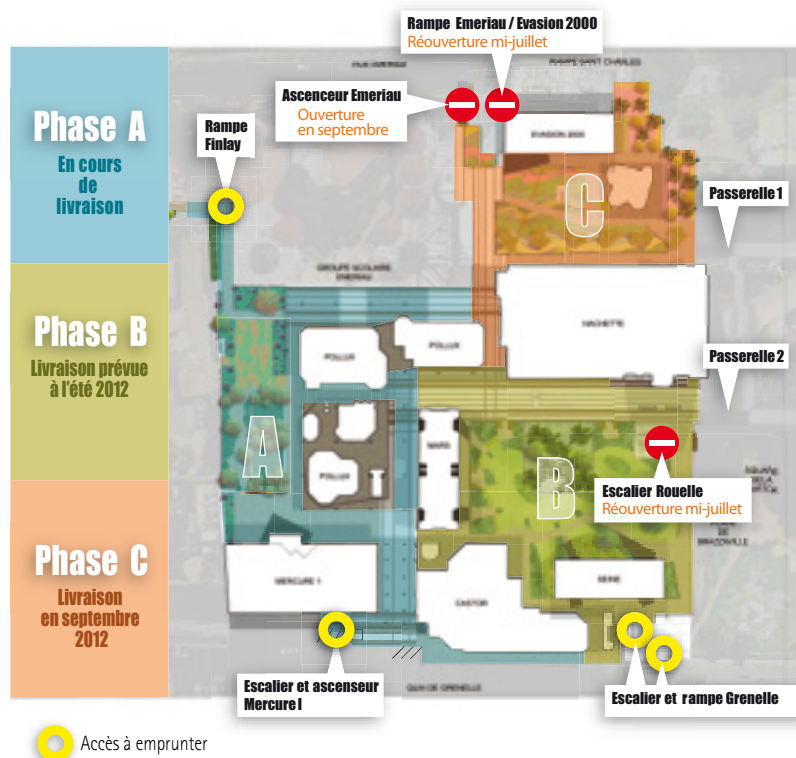 Rampe Emeriau / Evasion 2000
Réouverture mi-juillet
RAMPE SAINT CHARLES
Ascenceur Emeriau
Ouverture
en septembre
Phase A
En cours
de
livraison
Rampe
Finlay
EVASION 2000
C
Passerelle 1
GROUPE SCOLAIRE
EMERIAU
Phase B
Livraison prévue
à l'été 2012
HACHETTE
POLLUX
POLLUX
Passerelle 2
A
MARS
POLLUX
B
Escalier Rouelle
Réouverture mi-juillet
DE
BRAZZAVILLE
Phase C
Livraison
en septembre
2012
MERCURE 1
CASTOR
SEINE
Escalier et ascenseur
Mercure I
QUAI DE GRENELLE
Escalier et rampe Grenelle
Accès à emprunter